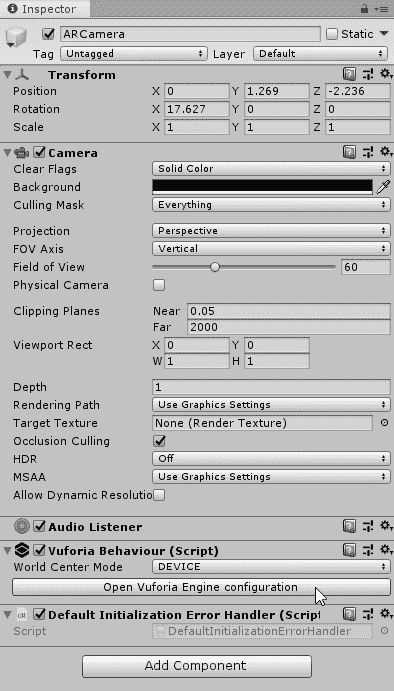 Inspector
ARCamera Static
Tag Untagged Layer Default
Transform
Position X 0 Y 1.269 Z -2.236
Rotation X 17.627 Y 0 Z 0
Scale X 1 Y 1 Z 1
Camera
Clear Flags Solid Color
Background
Culling Mask Everything
Projection Perspective
FOV Axis Vertical
Field of View 60
Physical Camera
Clipping Planes Near 0.05
Far 2000
Viewport Rect X 0 Y 0
W 1 H 1
Depth 1
Rendering Path Use Graphics Settings
Target Texture None (Render Texture)
Occlusion Culling
HDR Off
MSAA Use Graphics Settings
Allow Dynamic Resolutio
Audio Listener
Vuforia Behaviour (Script)
World Center Mode DEVICE
Open Vuforia Engine configuration
Default Initialization Error Handler (Script
Script DefaultInitializationErrorHandler
Add Component